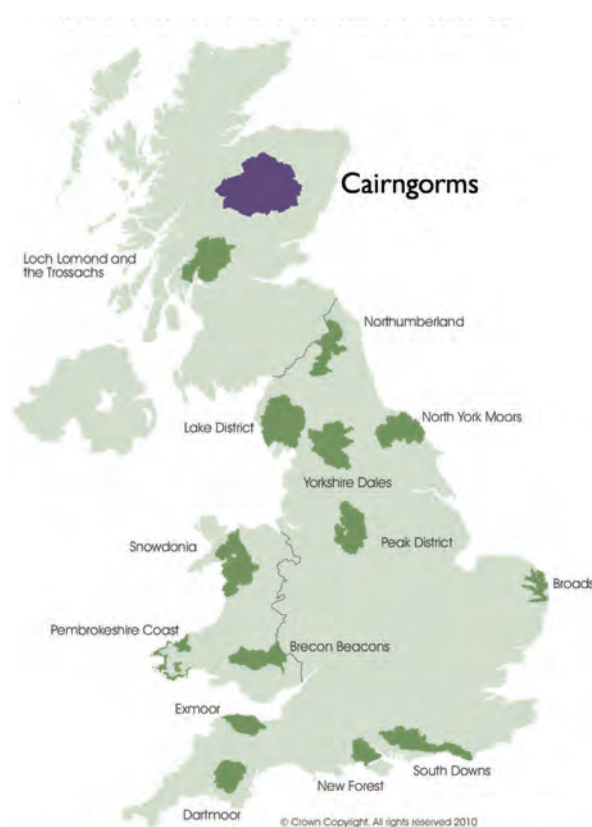 Cairngorms
Loch Lomond and
the Trossachs
Northumberland
Lake District
North York Moors
Yorkshire Dales
Snowdonia
Peak District
Broads
Pembrokeshire Coast
Brecon Beacons
Exmoor
New Forest
South Downs
Dartmoor
© Crown Copyright. All rights reserved 2010